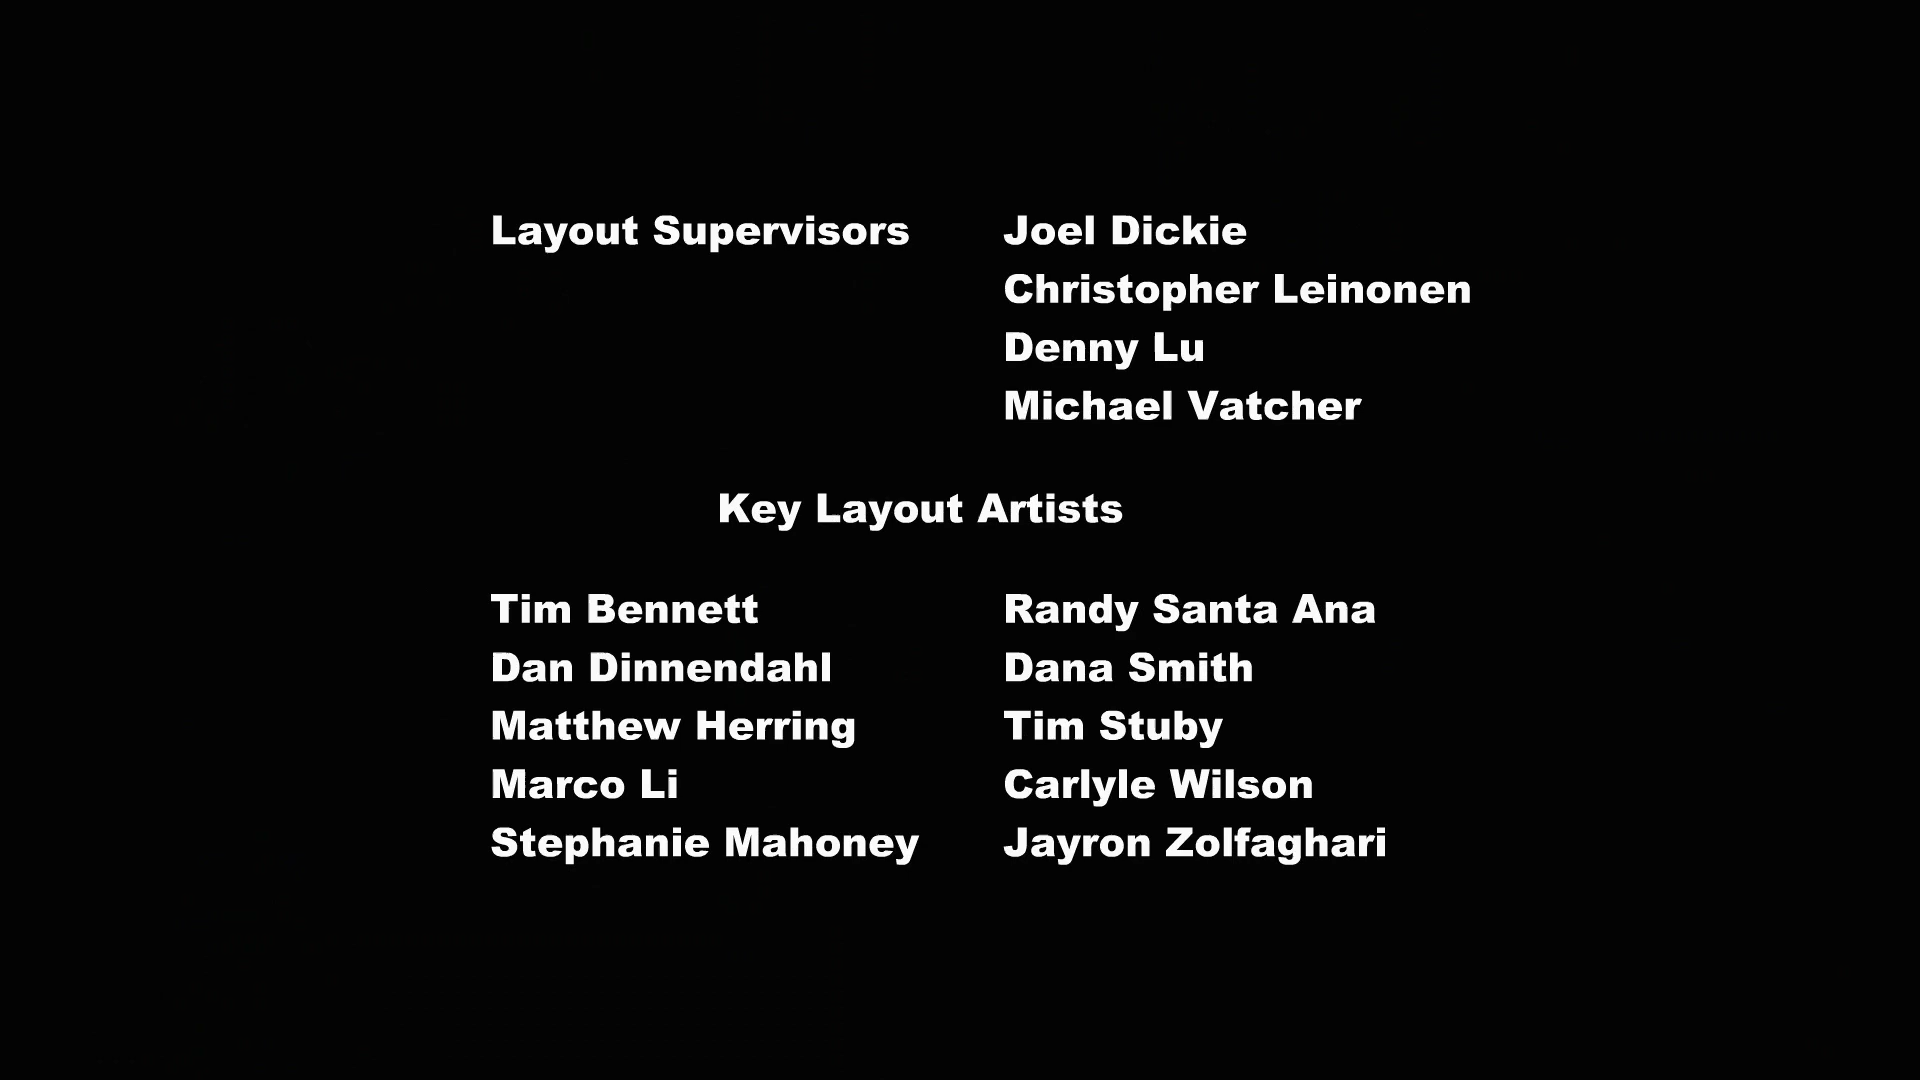 Layout Supervisors Joel Dickie
Christopher Leinonen
Denny Lu
Michael Vatcher
Key Layout Artists
Tim Bennett Randy Santa Ana
Dan Dinnendahl Dana Smith
Matthew Herring Tim Stuby
Marco Li Carlyle Wilson
Stephanie Mahoney Jayron Zolfaghari